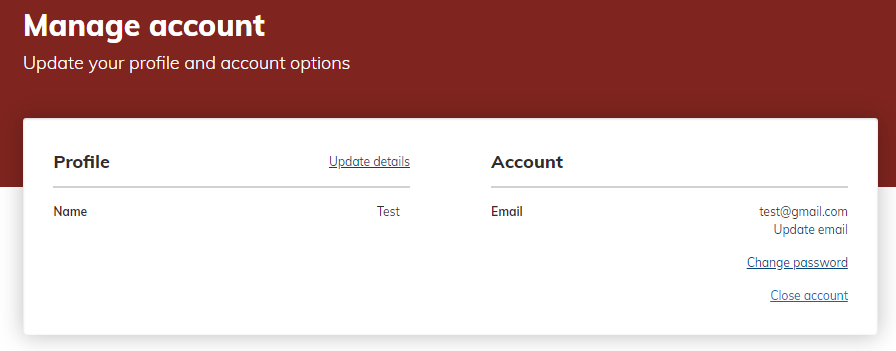 Manage account
Update your profile and account options
Profile
Update details
Name
Test
Account
Email
test@gmail.com
Update email
Change password
Close account